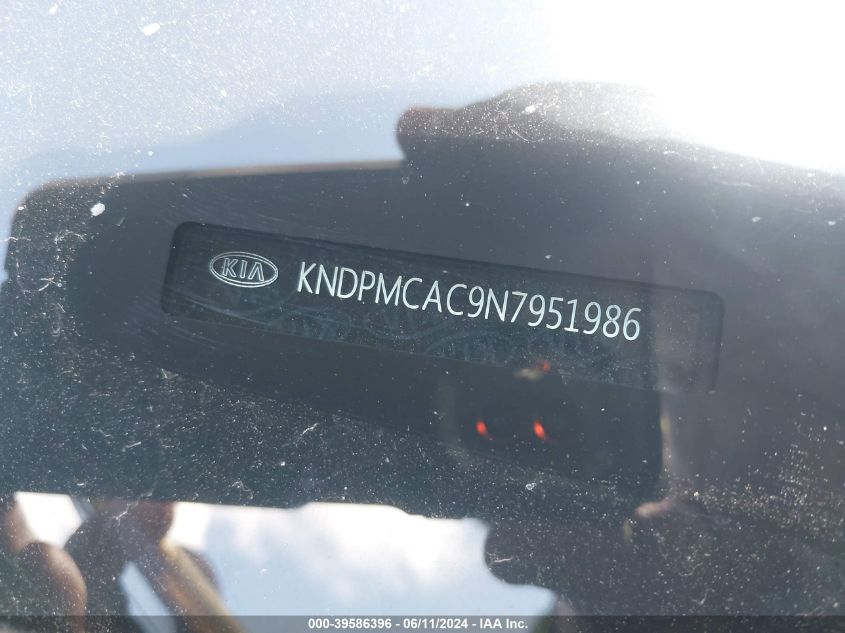 KIA KNDPMCAC9N7951986
000-39586396 - 06/11/2024 - IAA Inc.